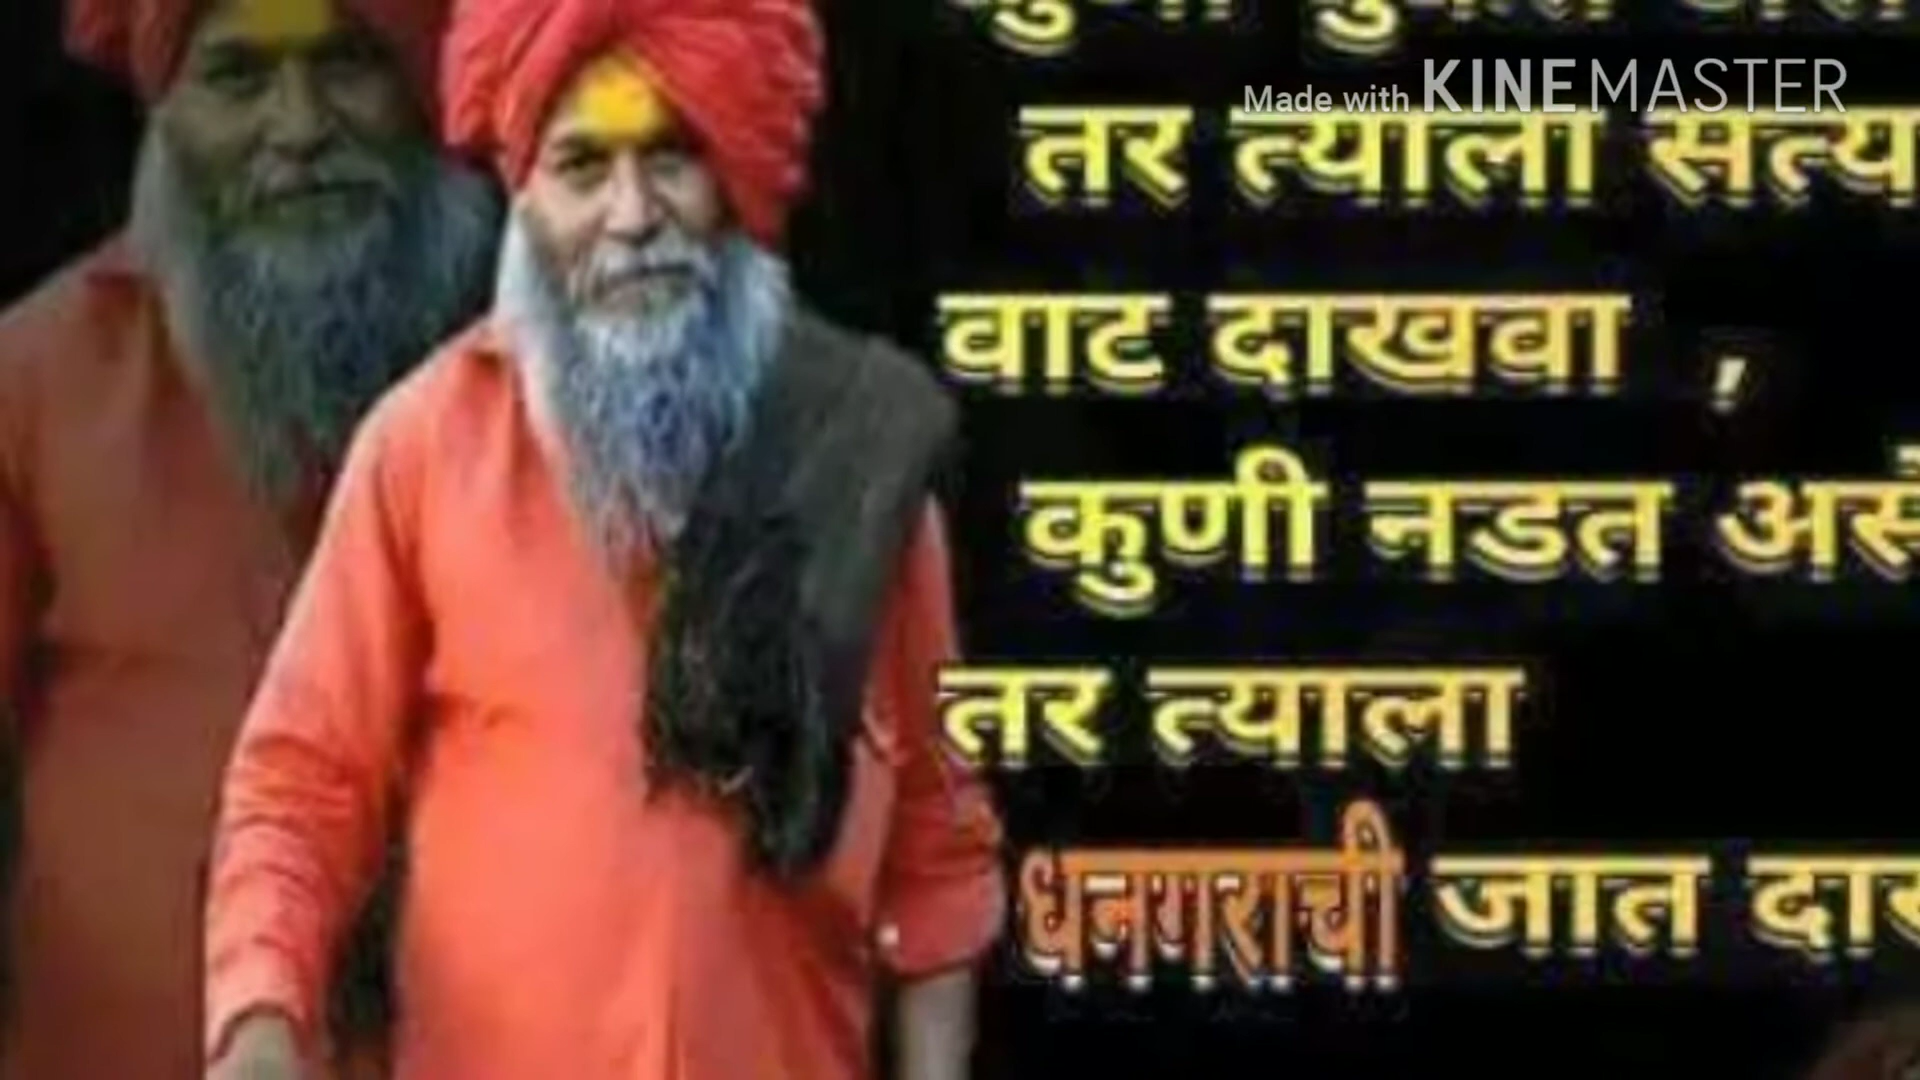 Made with KINEMASTER
तर त्याला सत्य
वाट दाखवा ,
कुणी नडत असे
तर त्याला
धनगराची जात